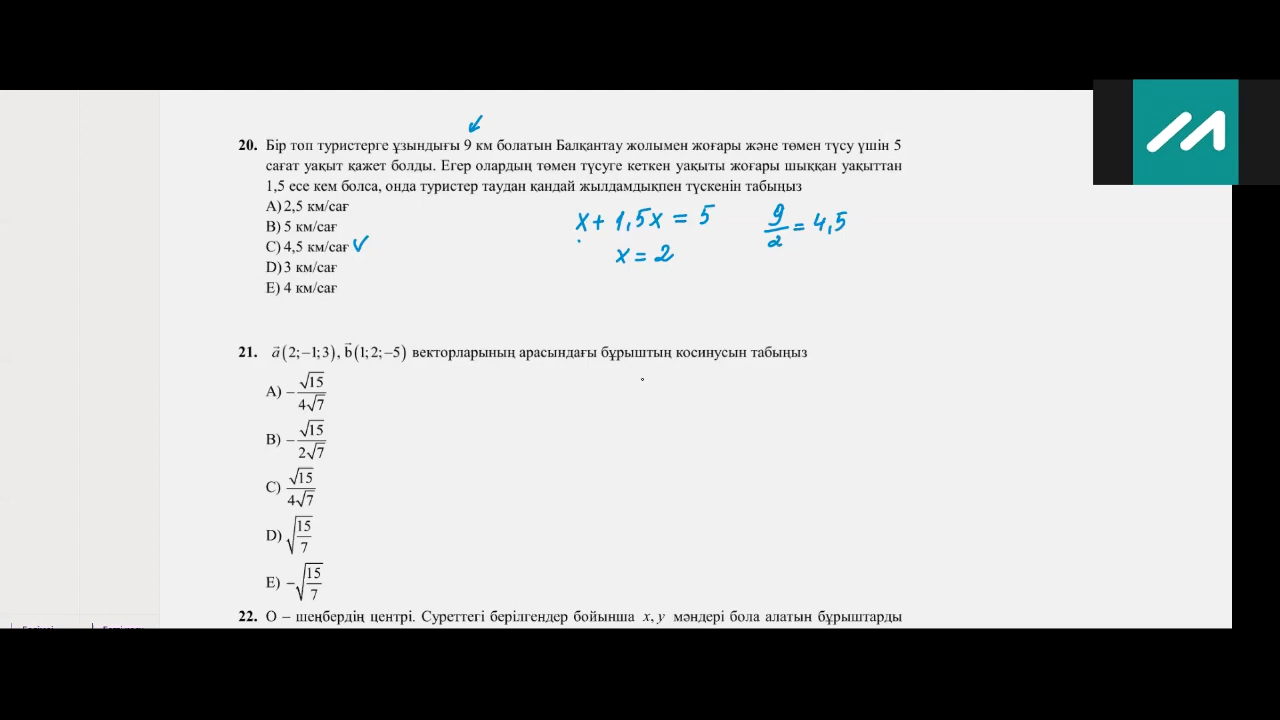 20. Бір топ туристерге ұзындығы 9 км болатын Балқантау жолымен жоғары және төмен түсу үшін 5
сағат уақыт қажет болды. Егер олардың төмен түсуге кеткен уақыты жоғары шыққан уақыттан
1,5 есе кем болса, онда туристер таудан қандай жылдамдықпен түскенін табыңыз
A) 2,5 км/сағ
B) 5 км/сағ
C) 4,5 км/сағ ✓
D) 3 км/сағ
E) 4 км/сағ
x + 1,5x = 5
x = 2
9/2 = 4,5
21. a⃗(2;−1;3), b⃗(1;2;−5) векторларының арасындағы бұрыштың косинусын табыңыз
A) −√15/4√7
B) −√15/2√7
C) √15/4√7
D) √(15/7)
E) −√(15/7)
22. О – шеңбердің центрі. Суреттегі берілгендер бойынша x, y мәндері бола алатын бұрыштарды